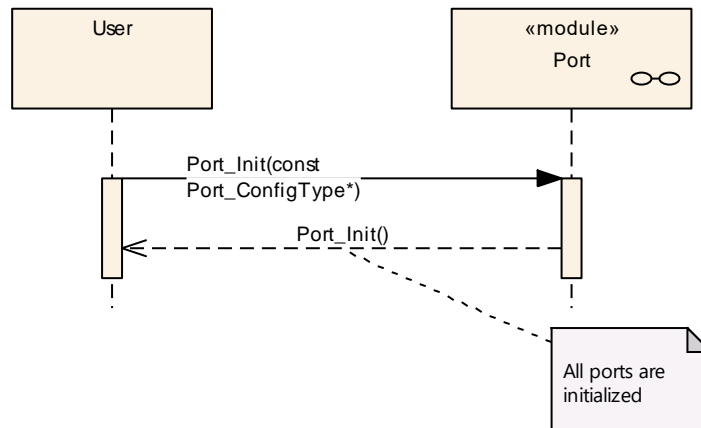 User
«module»
Port
Port_Init(const
Port_ConfigType*)
Port_Init()
All ports are
initialized